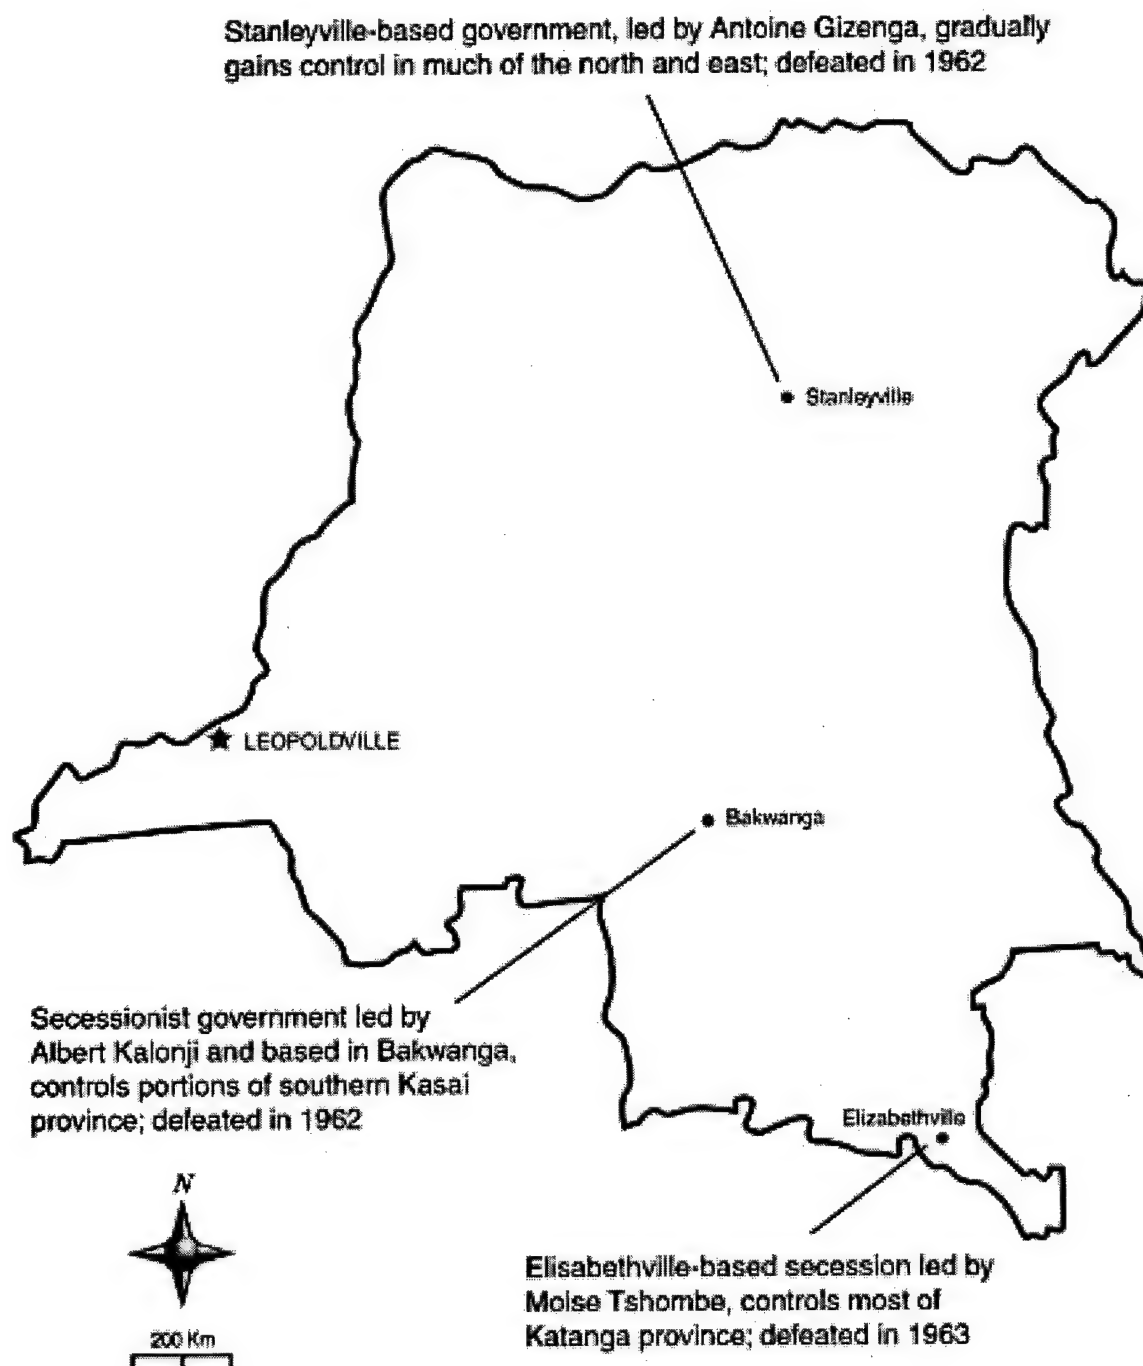 Stanleyville-based government, led by Antoine Gizenga, gradually
gains control in much of the north and east; defeated in 1962
Stanleyville
LEOPOLDVILLE
Bakwanga
Secessionist government led by
Albert Kalonji and based in Bakwanga,
controls portions of southern Kasai
province; defeated in 1962
Elizabethville
N
Elisabethville-based secession led by
Moise Tshombe, controls most of
Katanga province; defeated in 1963
200 Km